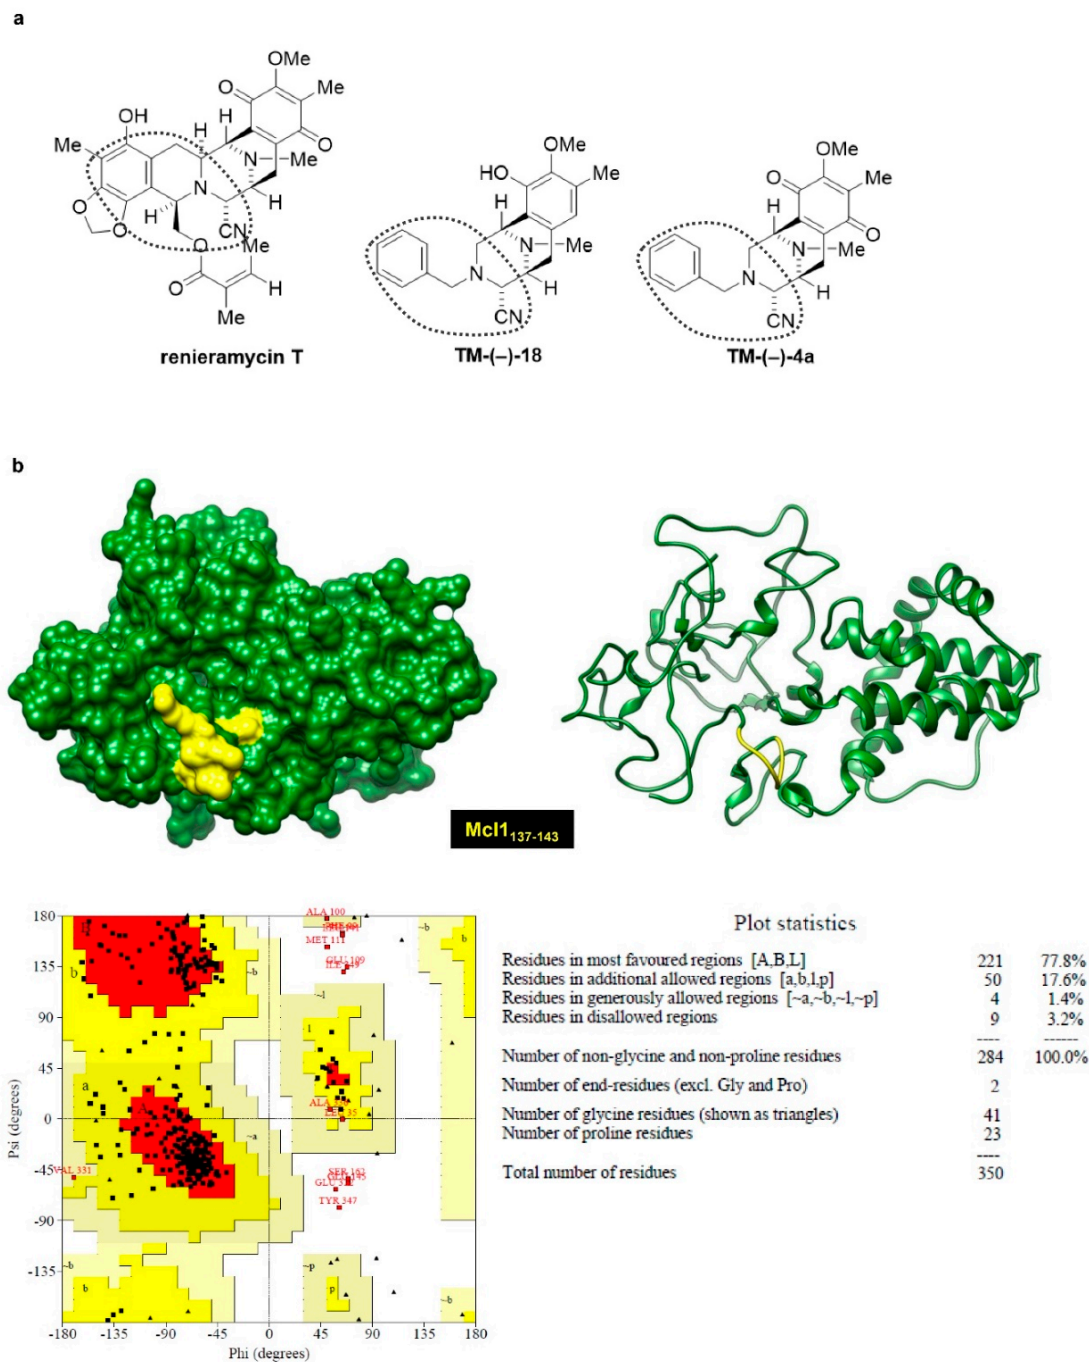 a
OMe
O
Me
OH
H
H
O
Me
N
Me
N
H
H
O
O
CN
O
Me
O
H
Me
renieramycin T
OMe
HO
Me
H
N
Me
N
H
CN
TM-(–)-18
OMe
O
Me
H
O
N
Me
N
H
CN
TM-(–)-4a
b
Mcl1137-143
180
135
90
45
0
-45
-90
-135
-180
-135
-90
-45
0
45
90
135
180
Psi (degrees)
Phi (degrees)
B
b
A
a
~a
~b
~l
l
~b
b
~b
b
~p
p
~b
ALA 100
MET 111
GLU 109
VAL 331
SER 162
TYR 347
Plot statistics
Residues in most favoured regions [A,B,L] 221 77.8%
Residues in additional allowed regions [a,b,l,p] 50 17.6%
Residues in generously allowed regions [~a,~b,~l,~p] 4 1.4%
Residues in disallowed regions 9 3.2%
---- ------
Number of non-glycine and non-proline residues 284 100.0%
Number of end-residues (excl. Gly and Pro) 2
Number of glycine residues (shown as triangles) 41
Number of proline residues 23
----
Total number of residues 350